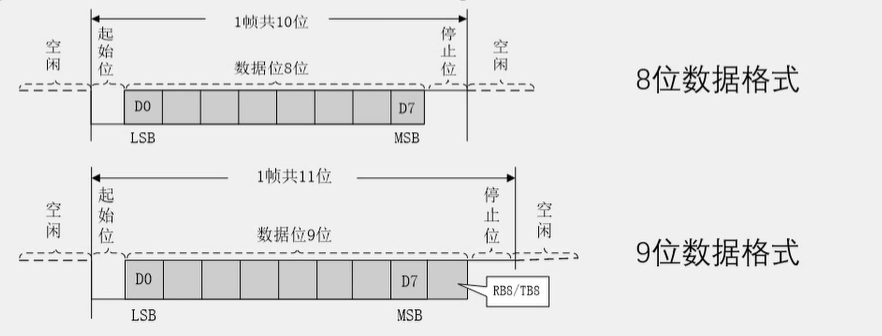 1帧共10位
空闲
起始位
数据位8位
停止位
空闲
8位数据格式
D0
D7
LSB
MSB
1帧共11位
空闲
起始位
数据位9位
停止位
空闲
9位数据格式
D0
D7
RB8/TB8
LSB
MSB